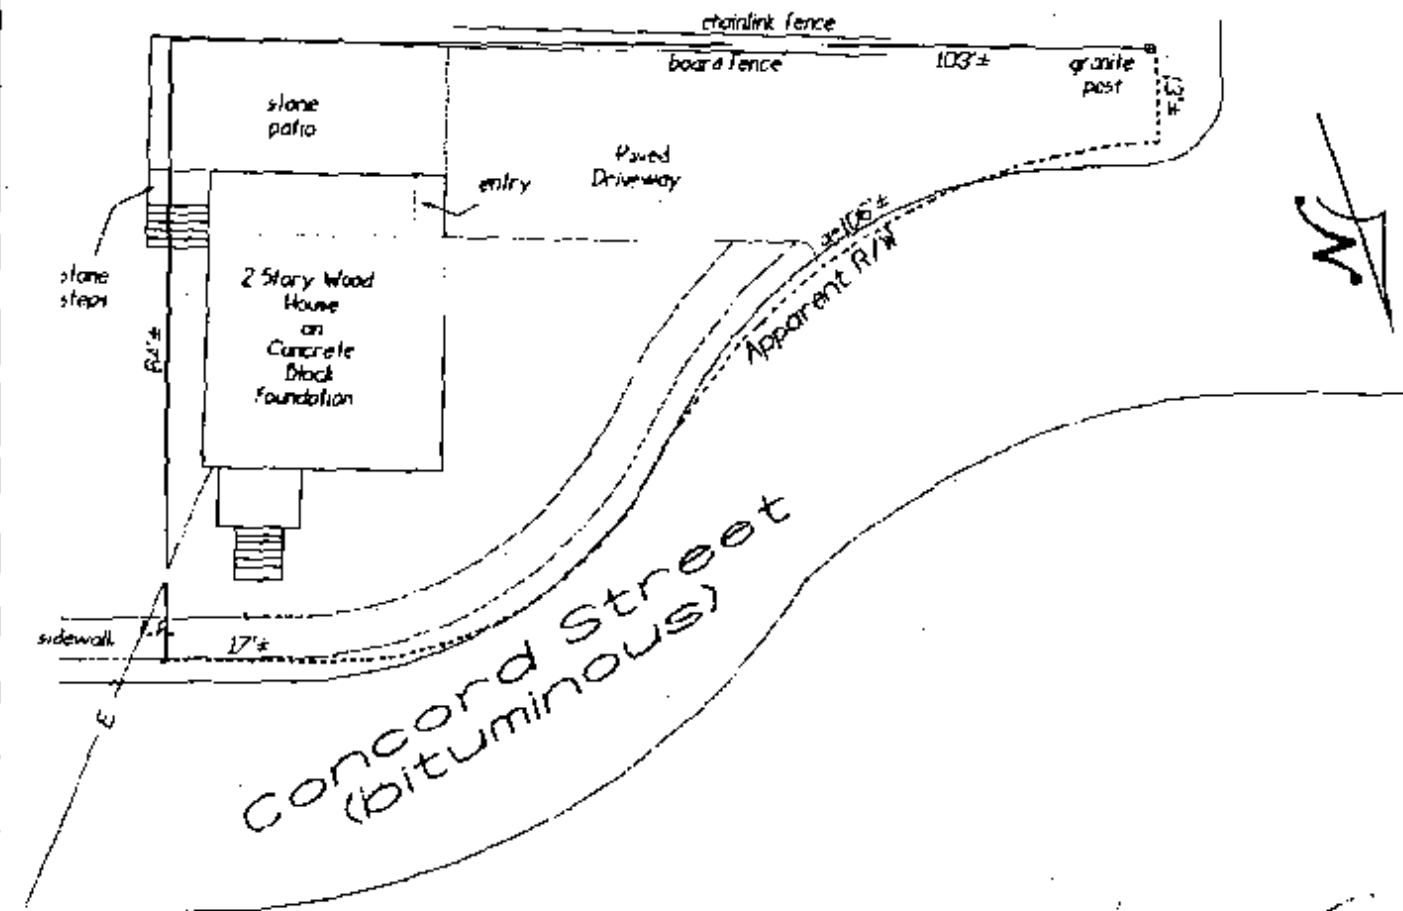 chainlink fence
board fence
103'±
granite
post
stone
patio
Paved
Driveway
entry
a=106'±
Apparent R/W
stone
steps
2 Story Wood
House
on
Concrete
Block
Foundation
N
sidewalk
17'±
E
Concord Street
(bituminous)